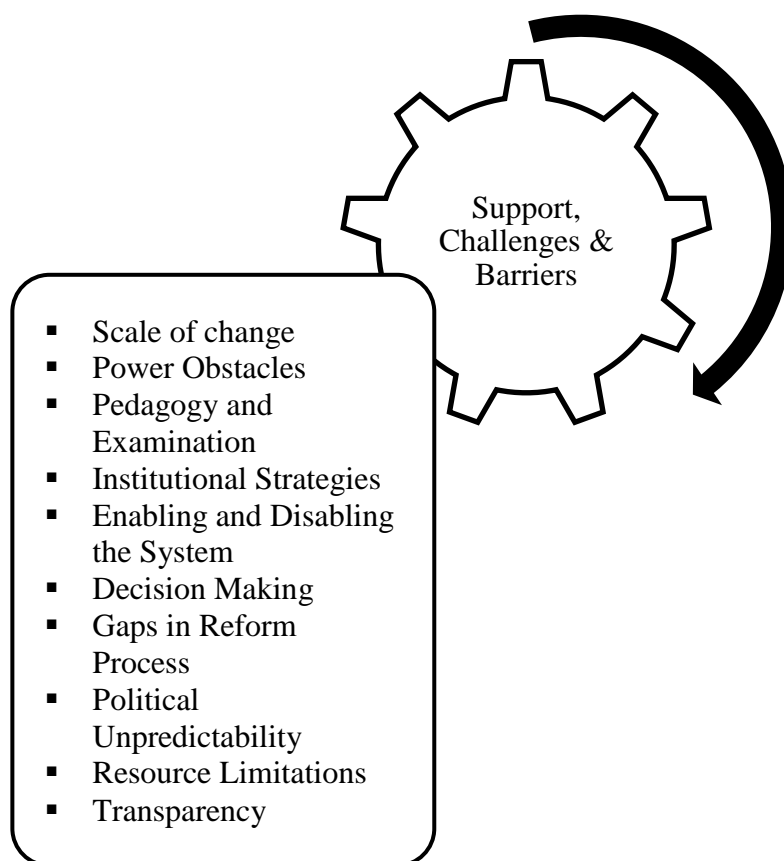 Support,
Challenges &
Barriers
▪ Scale of change
▪ Power Obstacles
▪ Pedagogy and
Examination
▪ Institutional Strategies
▪ Enabling and Disabling
the System
▪ Decision Making
▪ Gaps in Reform
Process
▪ Political
Unpredictability
▪ Resource Limitations
▪ Transparency